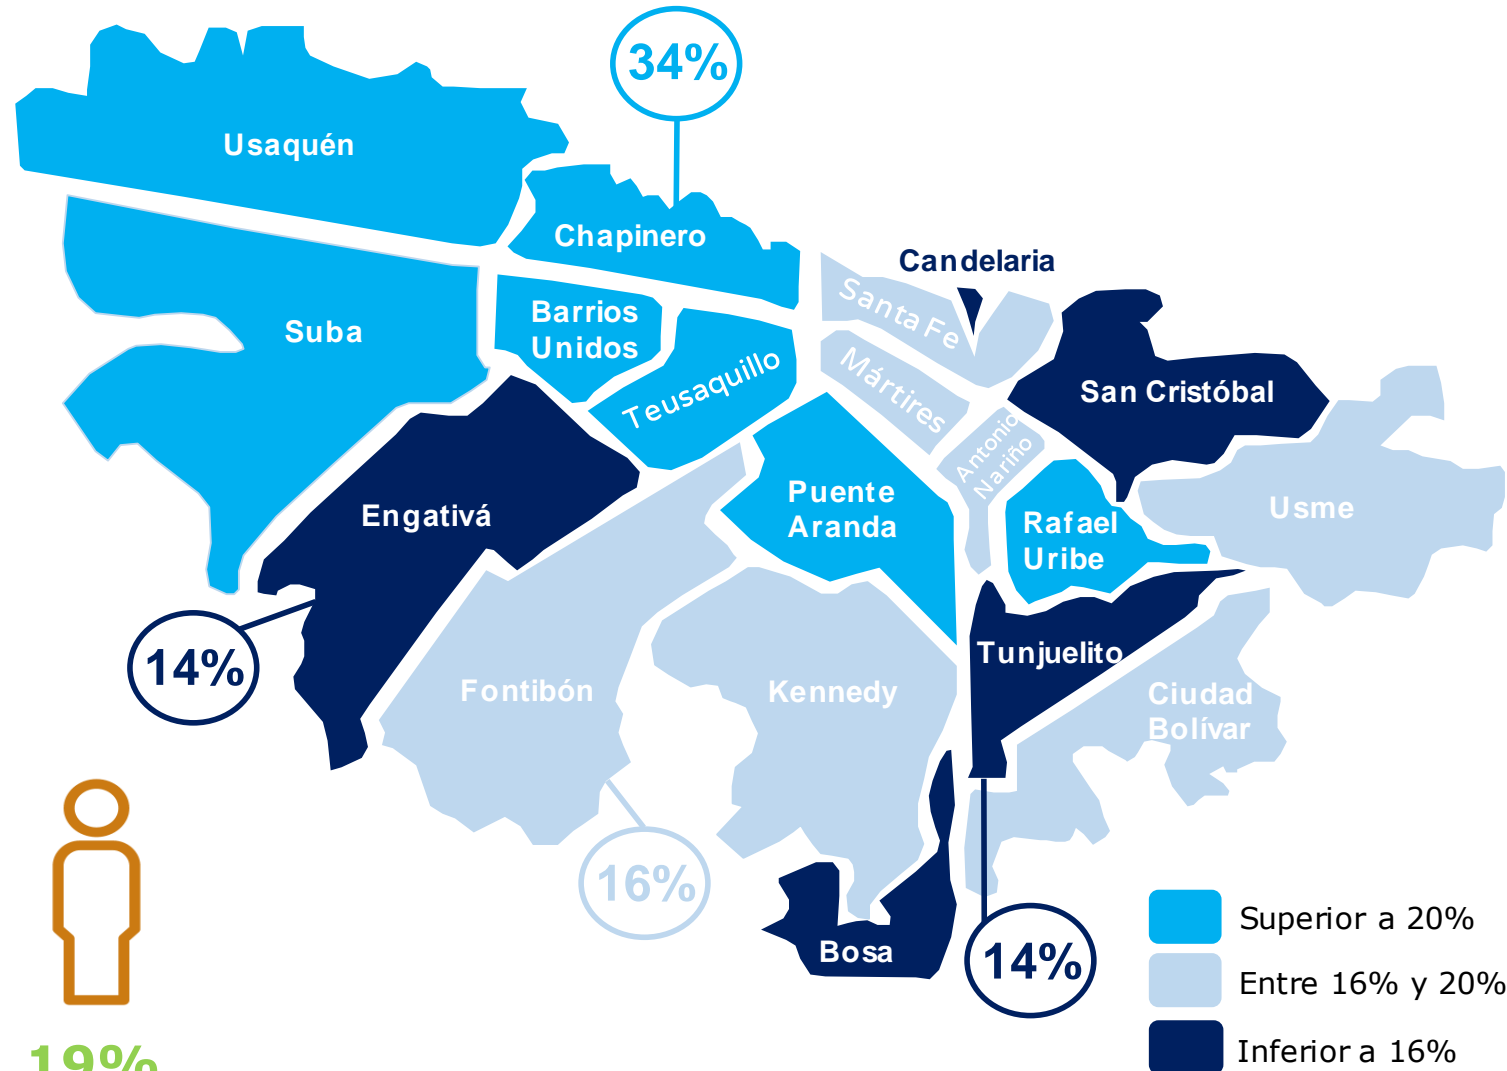 34%
Usaquén
Chapinero
Candelaria
Santa Fe
Barrios
Unidos
Suba
Teusaquillo
Mártires
San Cristóbal
Antonio
Nariño
Engativá
Puente
Aranda
Rafael
Uribe
Usme
14%
Fontibón
Kennedy
Tunjuelito
Ciudad
Bolívar
16%
Bosa
14%
19%
Superior a 20%
Entre 16% y 20%
Inferior a 16%